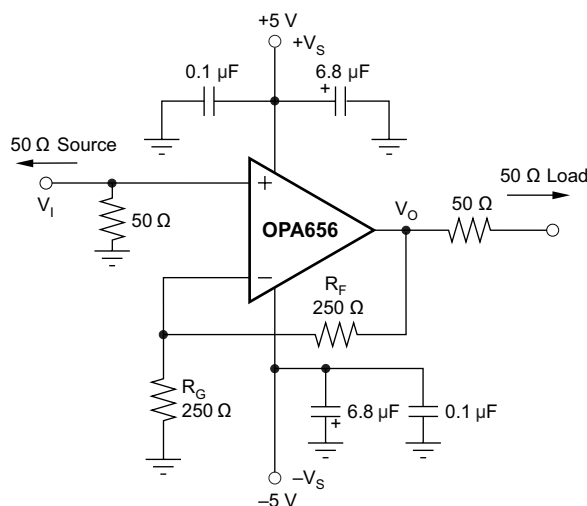 +5 V
+V_S
0.1 µF
6.8 µF
+
50 Ω Source
50 Ω Load
V_I
50 Ω
+
OPA656
−
V_O
50 Ω
R_F
250 Ω
R_G
250 Ω
6.8 µF
+
0.1 µF
−V_S
−5 V